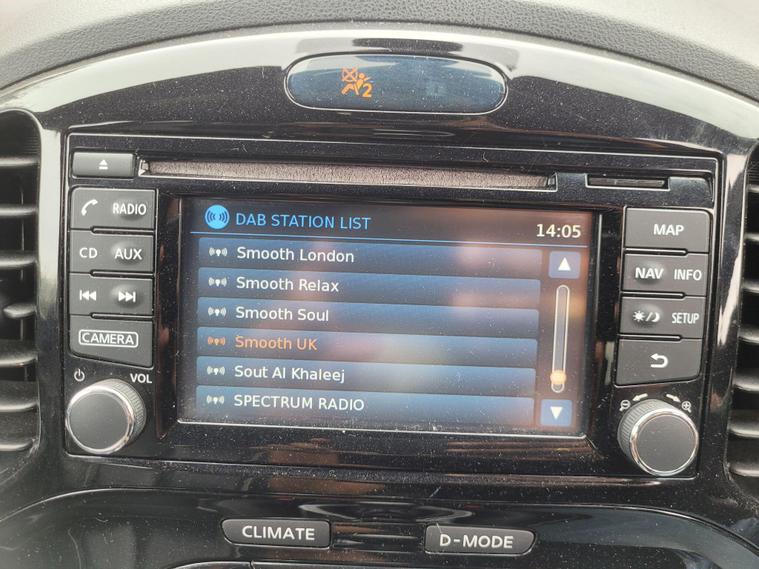 2
DAB STATION LIST
14:05
Smooth London
Smooth Relax
Smooth Soul
Smooth UK
Sout Al Khaleej
SPECTRUM RADIO
RADIO
CD AUX
CAMERA
VOL
MAP
NAV INFO
SETUP
CLIMATE
D-MODE